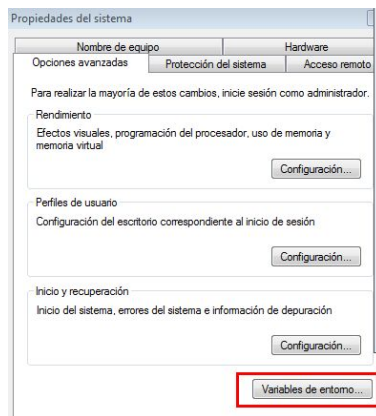 Propiedades del sistema
Nombre de equipo Hardware
Opciones avanzadas Protección del sistema Acceso remoto
Para realizar la mayoría de estos cambios, inicie sesión como administrador.
Rendimiento
Efectos visuales, programación del procesador, uso de memoria y
memoria virtual
Configuración...
Perfiles de usuario
Configuración del escritorio correspondiente al inicio de sesión
Configuración...
Inicio y recuperación
Inicio del sistema, errores del sistema e información de depuración
Configuración...
Variables de entorno...